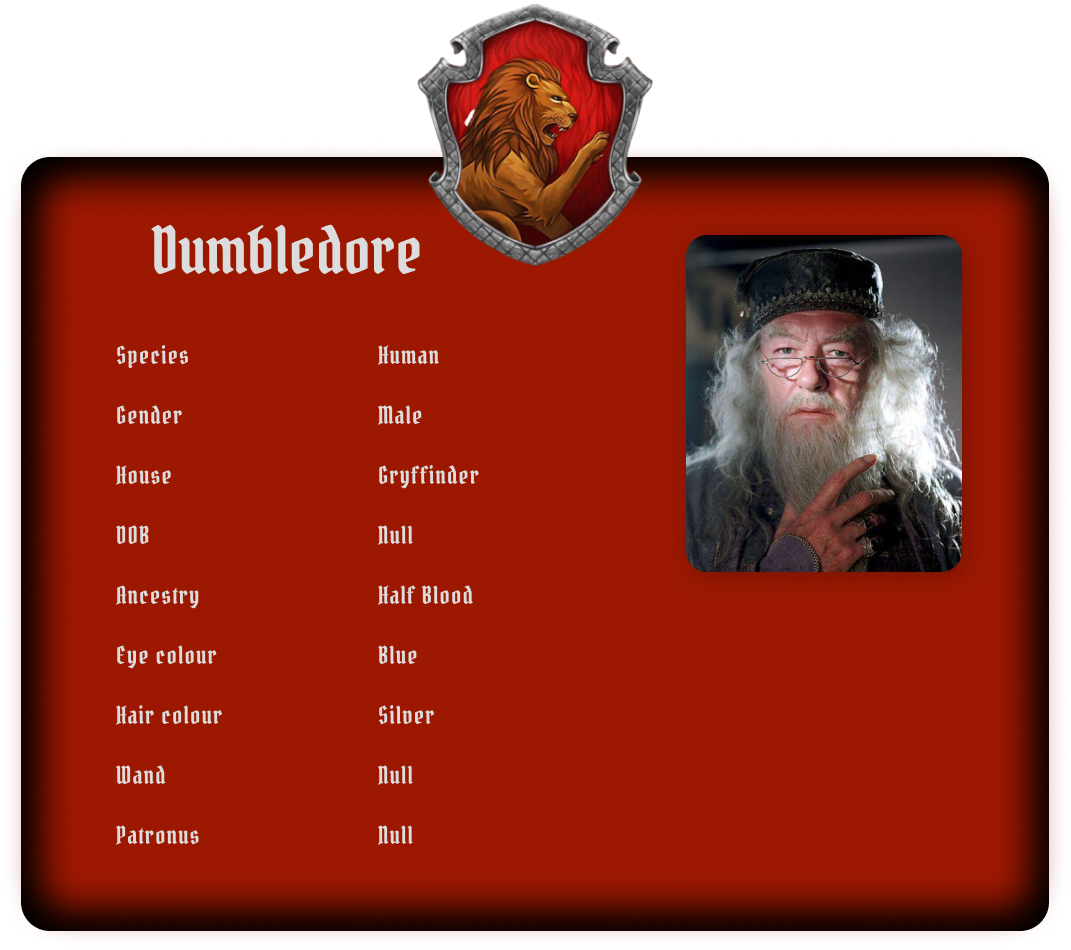 Dumbledore
Species Human
Gender Male
House Gryffinder
DOB Null
Ancestry Half Blood
Eye colour Blue
Hair colour Silver
Wand Null
Patronus Null